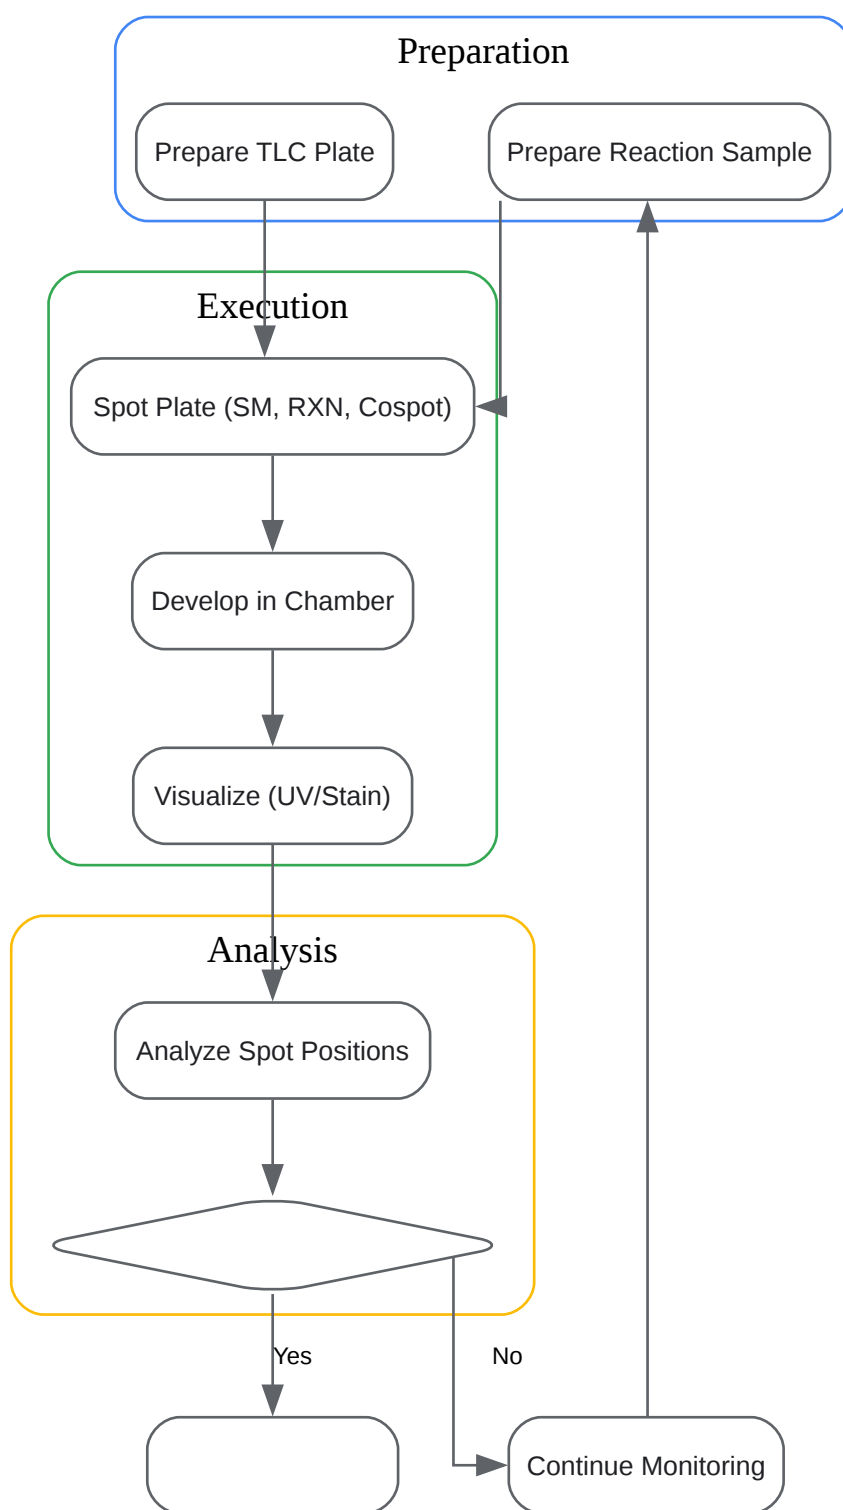 Preparation
Prepare TLC Plate
Prepare Reaction Sample
Execution
Spot Plate (SM, RXN, Cospot)
Develop in Chamber
Visualize (UV/Stain)
Analysis
Analyze Spot Positions
Yes
No
Continue Monitoring